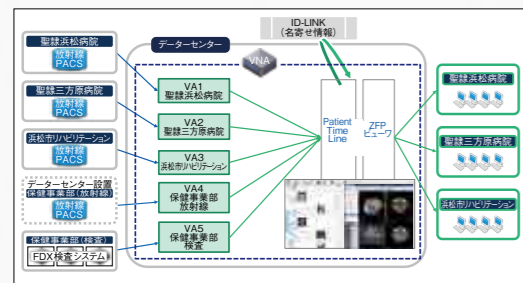 ID-LINK
(名寄せ情報)
データーセンター
VNA
聖隷浜松病院
放射線
PACS
聖隷三方原病院
放射線
PACS
浜松市リハビリテーション
放射線
PACS
データーセンター設置
保健事業部(放射線)
放射線
PACS
保健事業部(検査)
FDX検査システム
VA1
聖隷浜松病院
VA2
聖隷三方原病院
VA3
浜松市リハビリテーション
VA4
保健事業部
放射線
VA5
保健事業部
検査
Patient
Time
Line
ZFP
ビューワ
聖隷浜松病院
聖隷三方原病院
浜松市リハビリテーション